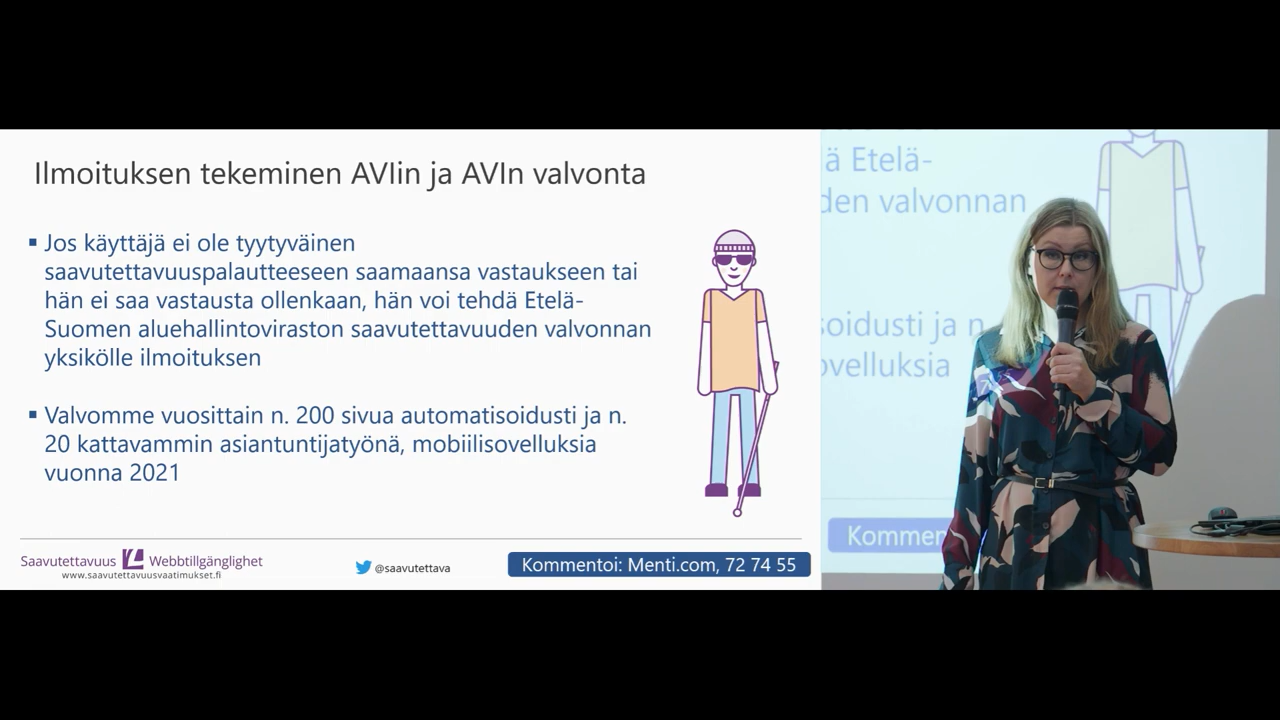 Ilmoituksen tekeminen AVIin ja AVIn valvonta
▪ Jos käyttäjä ei ole tyytyväinen
saavutettavuuspalautteeseen saamaansa vastaukseen tai
hän ei saa vastausta ollenkaan, hän voi tehdä Etelä-
Suomen aluehallintoviraston saavutettavuuden valvonnan
yksikölle ilmoituksen
▪ Valvomme vuosittain n. 200 sivua automatisoidusti ja n.
20 kattavammin asiantuntijatyönä, mobiilisovelluksia
vuonna 2021
Saavutettavuus Webbtillgänglighet
www.saavutettavuusvaatimukset.fi
@saavutettava
Kommentoi: Menti.com, 72 74 55
ä Etelä-
den valvonnan
soidusti ja n
ovelluksia
Kommen